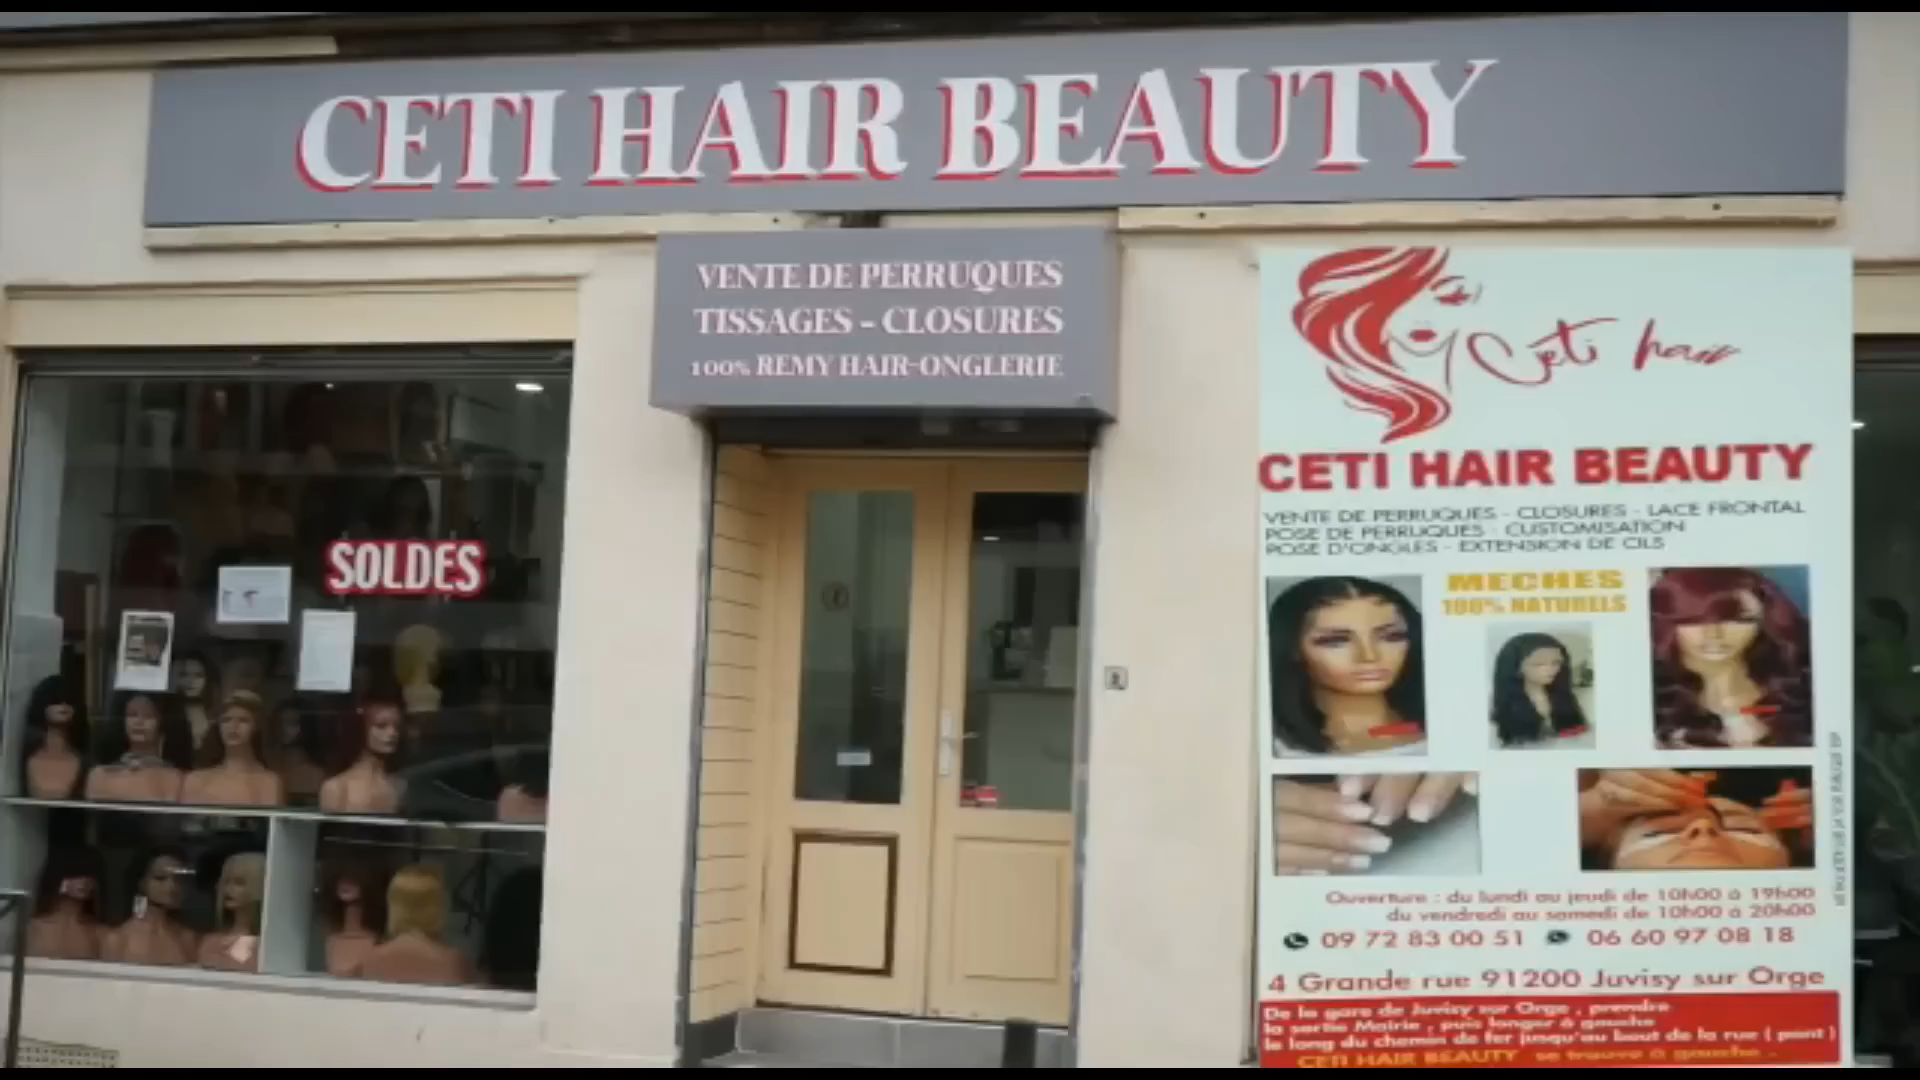 CETI HAIR BEAUTY
VENTE DE PERRUQUES
TISSAGES - CLOSURES
100% REMY HAIR-ONGLERIE
SOLDES
Ceti hair
CETI HAIR BEAUTY
VENTE DE PERRUQUES - CLOSURES - LACE FRONTAL
POSE DE PERRUQUES - CUSTOMISATION
POSE D'ONGLES - EXTENSION DE CILS
MECHES
100% NATURELS
Ouverture : du lundi au jeudi de 10h00 à 19h00
du vendredi au samedi de 10h00 à 20h00
09 72 83 00 51 06 60 97 08 18
4 Grande rue 91200 Juvisy sur Orge
De la gare de Juvisy sur Orge , prendre
la sortie Mairie , puis longer à gauche
le long du chemin de fer jusqu'au bout de la rue ( pont )
CETI HAIR BEAUTY se trouve à gauche .